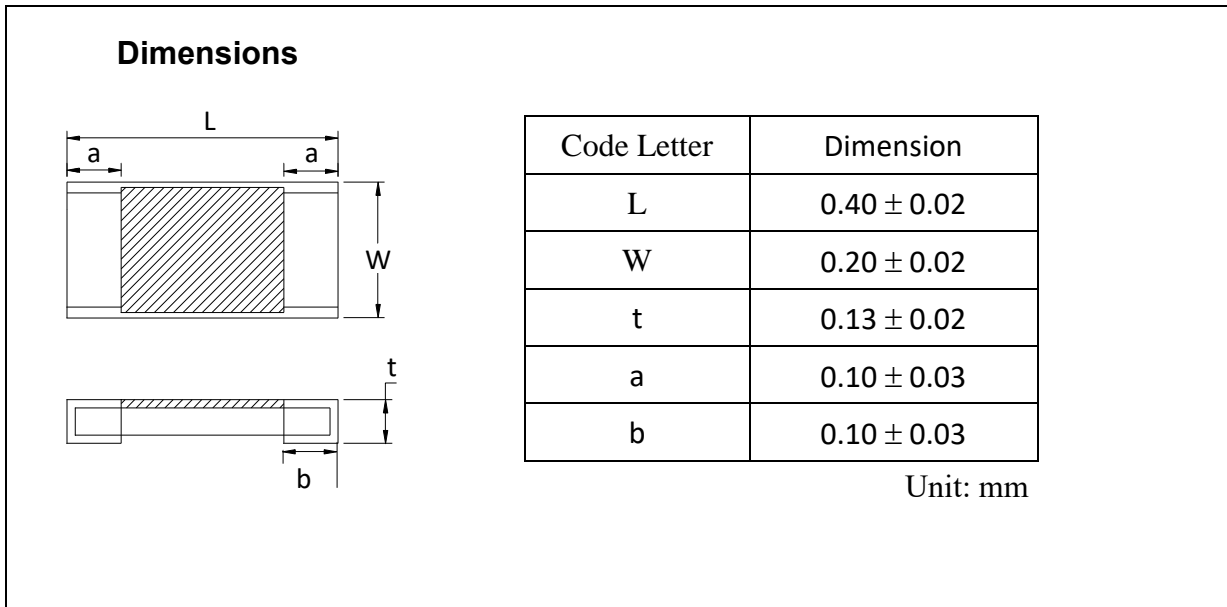 Dimensions
L
a
a
W
t
b
Code Letter Dimension
L 0.40 ± 0.02
W 0.20 ± 0.02
t 0.13 ± 0.02
a 0.10 ± 0.03
b 0.10 ± 0.03
Unit: mm